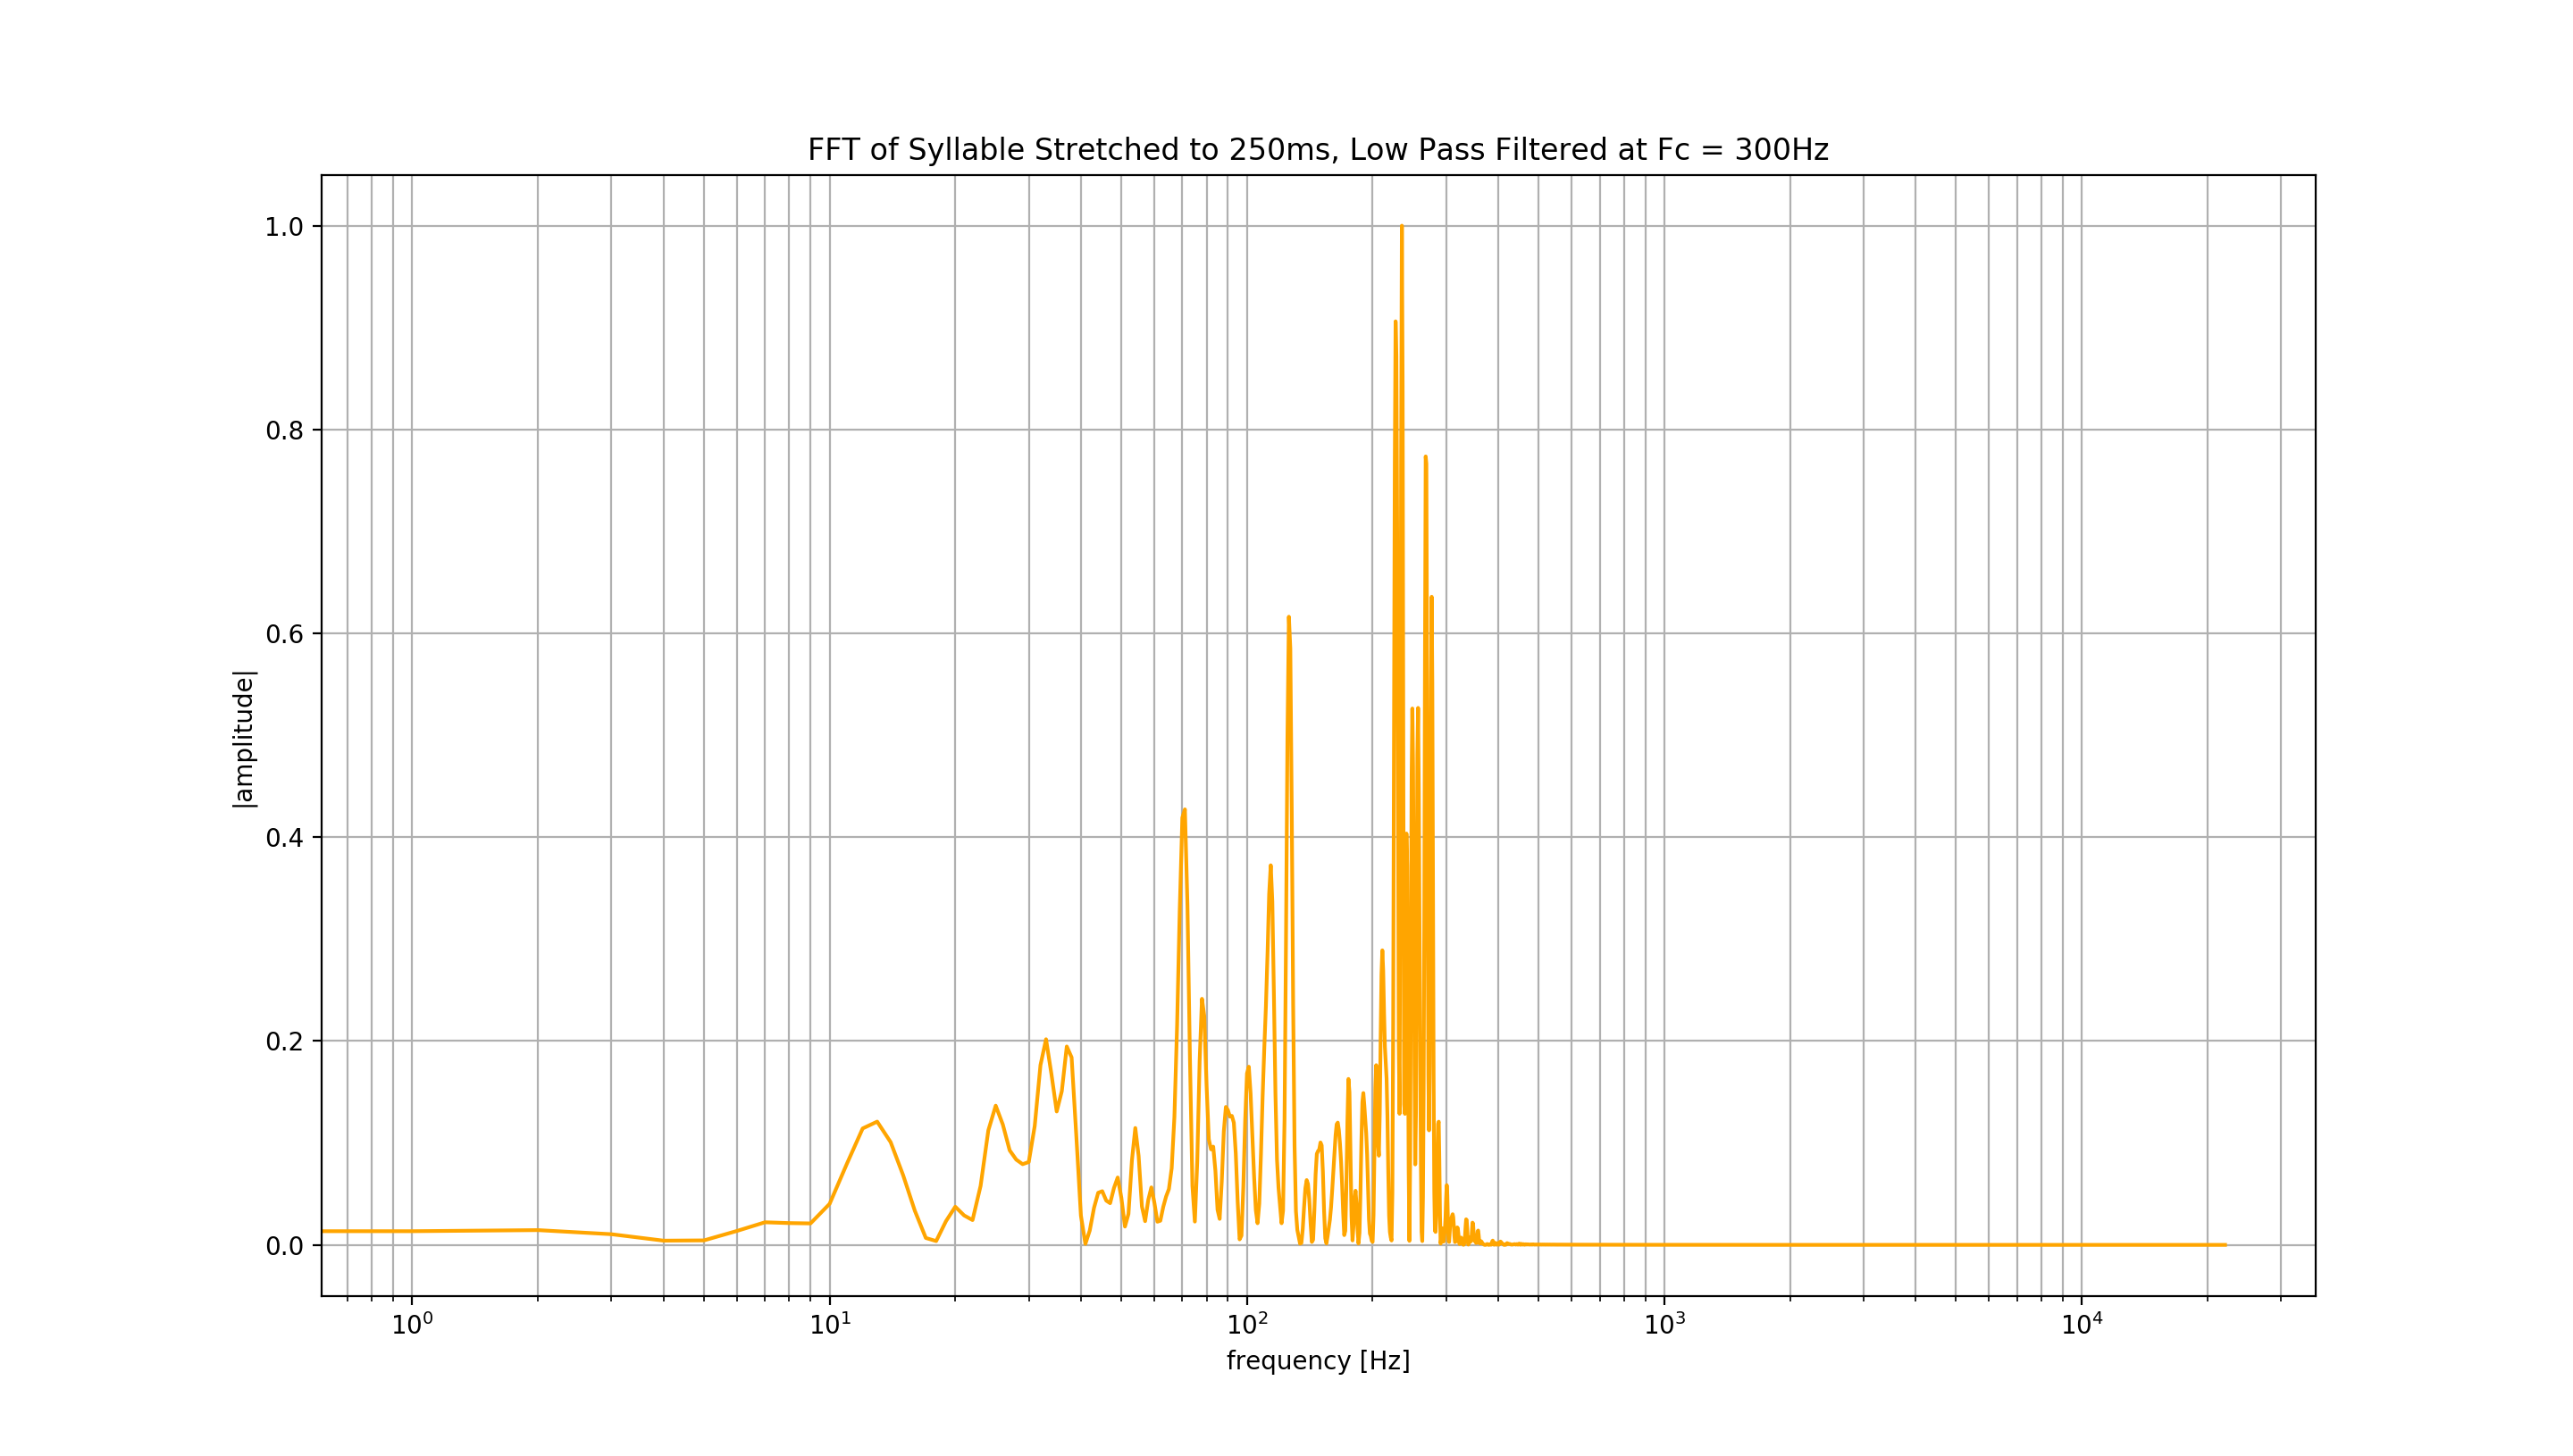 FFT of Syllable Stretched to 250ms, Low Pass Filtered at Fc = 300Hz
1.0
0.8
0.6
0.4
0.2
0.0
|amplitude|
10⁰ 10¹ 10² 10³ 10⁴
frequency [Hz]